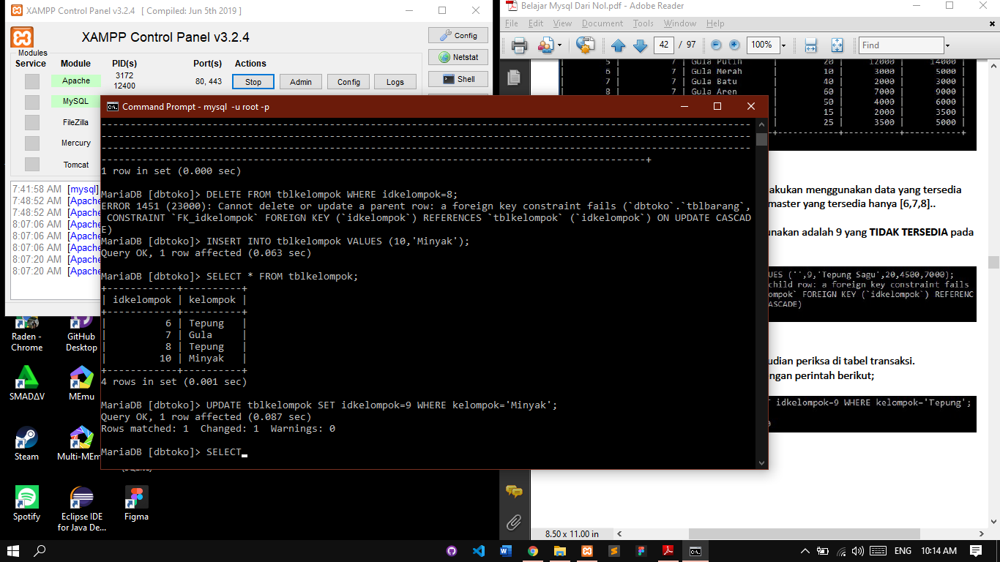 XAMPP Control Panel v3.2.4 [ Compiled: Jun 5th 2019 ]
XAMPP Control Panel v3.2.4
Modules
Service
Module
PID(s)
Port(s)
Actions
Apache
3172
12400
80, 443
Stop
Admin
Config
Logs
MySQL
FileZilla
Mercury
Tomcat
Config
Netstat
Shell
7:41:58 AM [mysql]
7:48:52 AM [Apache
7:48:52 AM [Apache
8:07:06 AM [Apache
8:07:06 AM [Apache
8:07:06 AM [Apache
8:07:20 AM [Apache
8:07:20 AM [Apache
Command Prompt - mysql -u root -p
1 row in set (0.000 sec)
MariaDB [dbtoko]> DELETE FROM tblkelompok WHERE idkelompok=8;
ERROR 1451 (23000): Cannot delete or update a parent row: a foreign key constraint fails (`dbtoko`.`tblbarang`,
CONSTRAINT `FK_idkelompok` FOREIGN KEY (`idkelompok`) REFERENCES `tblkelompok` (`idkelompok`) ON UPDATE CASCAD
E)
MariaDB [dbtoko]> INSERT INTO tblkelompok VALUES (10,'Minyak');
Query OK, 1 row affected (0.063 sec)
MariaDB [dbtoko]> SELECT * FROM tblkelompok;
+------------+----------+
| idkelompok | kelompok |
+------------+----------+
| 6 | Tepung |
| 7 | Gula |
| 8 | Tepung |
| 10 | Minyak |
+------------+----------+
4 rows in set (0.001 sec)
MariaDB [dbtoko]> UPDATE tblkelompok SET idkelompok=9 WHERE kelompok='Minyak';
Query OK, 1 row affected (0.087 sec)
Rows matched: 1 Changed: 1 Warnings: 0
MariaDB [dbtoko]> SELECT
Belajar Mysql Dari Nol.pdf - Adobe Reader
File Edit View Document Tools Window Help
42 / 97 100% Find
| 5 | 7 | Gula Putih | 20 | 12000 | 14000 |
| 6 | 7 | Gula Merah | 10 | 3000 | 5000 |
| 7 | 7 | Gula Batu | 40 | 2000 | 3000 |
| 8 | 7 | Gula Aren | 60 | 7000 | 9000 |
| 50 | 4000 | 6000 |
| 15 | 2000 | 3500 |
| 25 | 3500 | 5000 |
akukan menggunakan data yang tersedia
master yang tersedia hanya [6,7,8]..
unakan adalah 9 yang TIDAK TERSEDIA pada
UES ('',9,'Tepung Sagu',20,4500,7000);
child row: a foreign key constraint fails
ompok` FOREIGN KEY (`idkelompok`) REFERENC
ASCADE)
udian periksa di tabel transaksi.
ngan perintah berikut;
T idkelompok=9 WHERE kelompok='Tepung';
8.50 x 11.00 in
Raden -
Chrome
GitHub
Desktop
SMADΔV
MEmu
Steam
Multi-MEm
Spotify
Eclipse IDE
for Java De...
Figma
ENG
10:14 AM